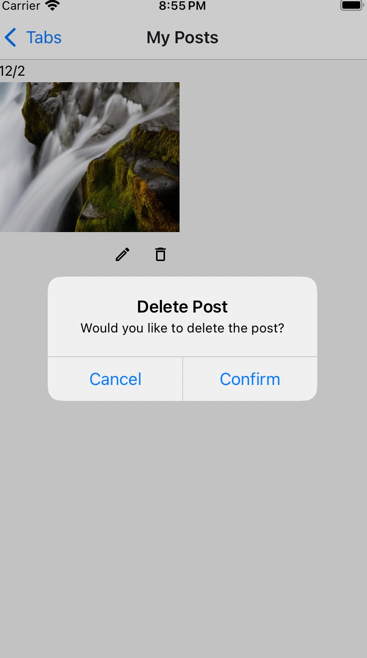 Carrier 8:55 PM
Tabs My Posts
12/2
Delete Post
Would you like to delete the post?
Cancel Confirm